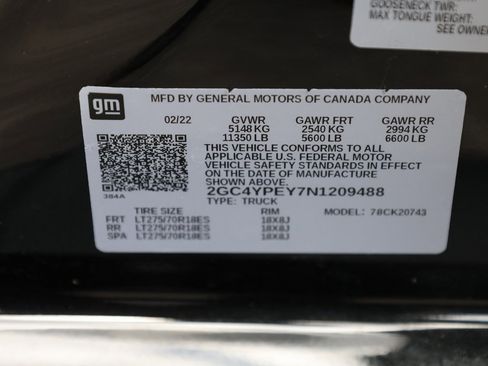 GOOSENECK TWR:
MAX TONGUE WEIGHT:
SEE OWNER
gm
MFD BY GENERAL MOTORS OF CANADA COMPANY
02/22 GVWR GAWR FRT GAWR RR
5148 KG 2540 KG 2994 KG
11350 LB 5600 LB 6600 LB
THIS VEHICLE CONFORMS TO ALL
APPLICABLE U.S. FEDERAL MOTOR
VEHICLE SAFETY STANDARDS IN EFFECT
ON THE DATE OF MANUFACTURE SHOWN ABOVE.
384A 2GC4YPEY7N1209488
TYPE: TRUCK MODEL: 78CK20743
TIRE SIZE RIM
FRT LT275/70R18ES 18X8J
RR LT275/70R18ES 18X8J
SPA LT275/70R18ES 18X8J